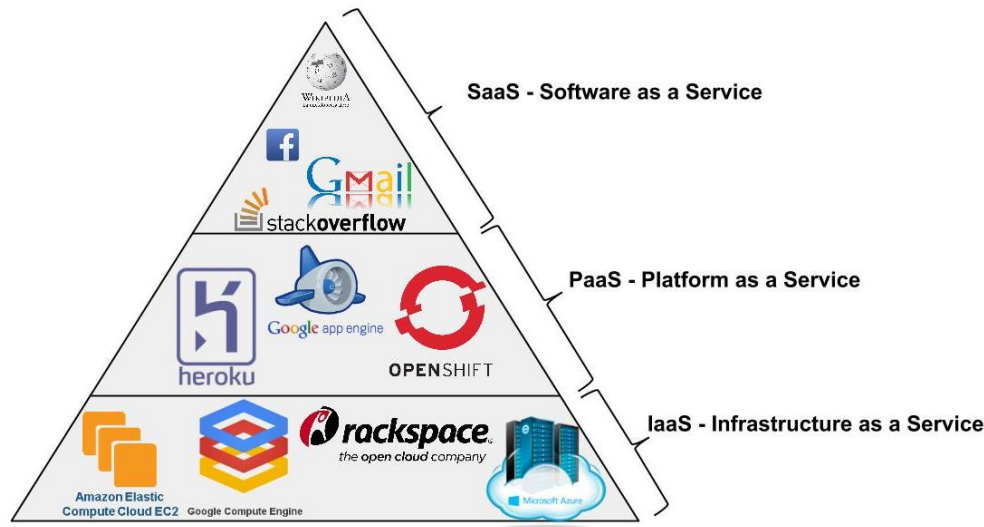 WIKIPEDIA
SaaS - Software as a Service
f
Gmail
stackoverflow
PaaS - Platform as a Service
Google app engine
heroku
OPENSHIFT
IaaS - Infrastructure as a Service
rackspace
the open cloud company
Amazon Elastic
Compute Cloud EC2
Google Compute Engine
Microsoft Azure